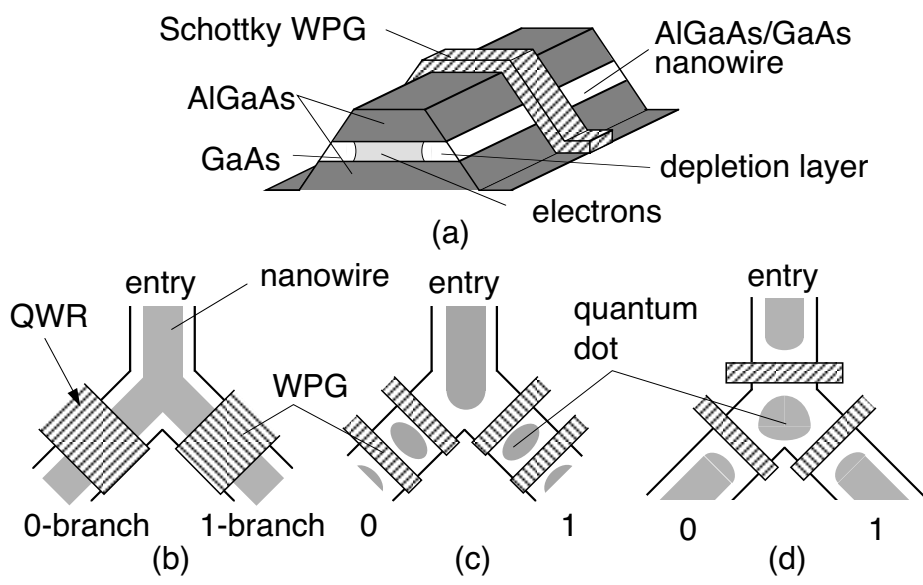 Schottky WPG
AlGaAs/GaAs
nanowire
AlGaAs
GaAs
depletion layer
electrons
(a)
entry
nanowire
QWR
WPG
0-branch
1-branch
(b)
entry
quantum
dot
0
1
(c)
entry
0
1
(d)